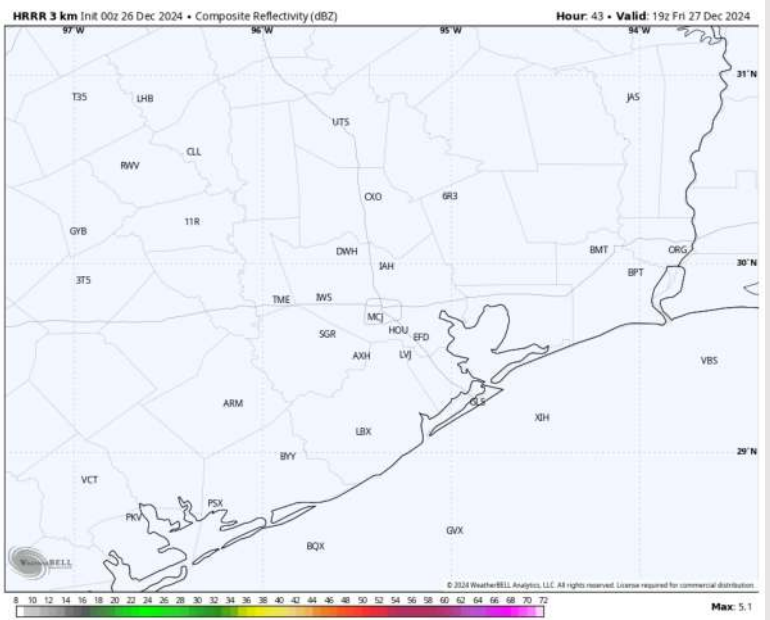 HRRR 3 km Init 00z 26 Dec 2024 • Composite Reflectivity (dBZ)
Hour: 43 • Valid: 19z Fri 27 Dec 2024
97°W 96°W 95°W 94°W
31°N
T35 LHB JAS
UTS
CLL
RWV
CXO 6R3
11R
GYB
DWH BMT ORG
IAH
30°N
BPT
3T5
TME IWS
MCJ
HOU
SGR EFD
AXH LVJ
VBS
ARM GLS
XIH
LBX
29°N
BYY
VCT
PSX
PKV
GVX
BQX
WeatherBELL
© 2024 WeatherBELL Analytics, LLC. All rights reserved. License required for commercial distribution.
8 10 12 14 16 18 20 22 24 26 28 30 32 34 36 38 40 42 44 46 48 50 52 54 56 58 60 62 64 66 68 70 72
Max: 5.1